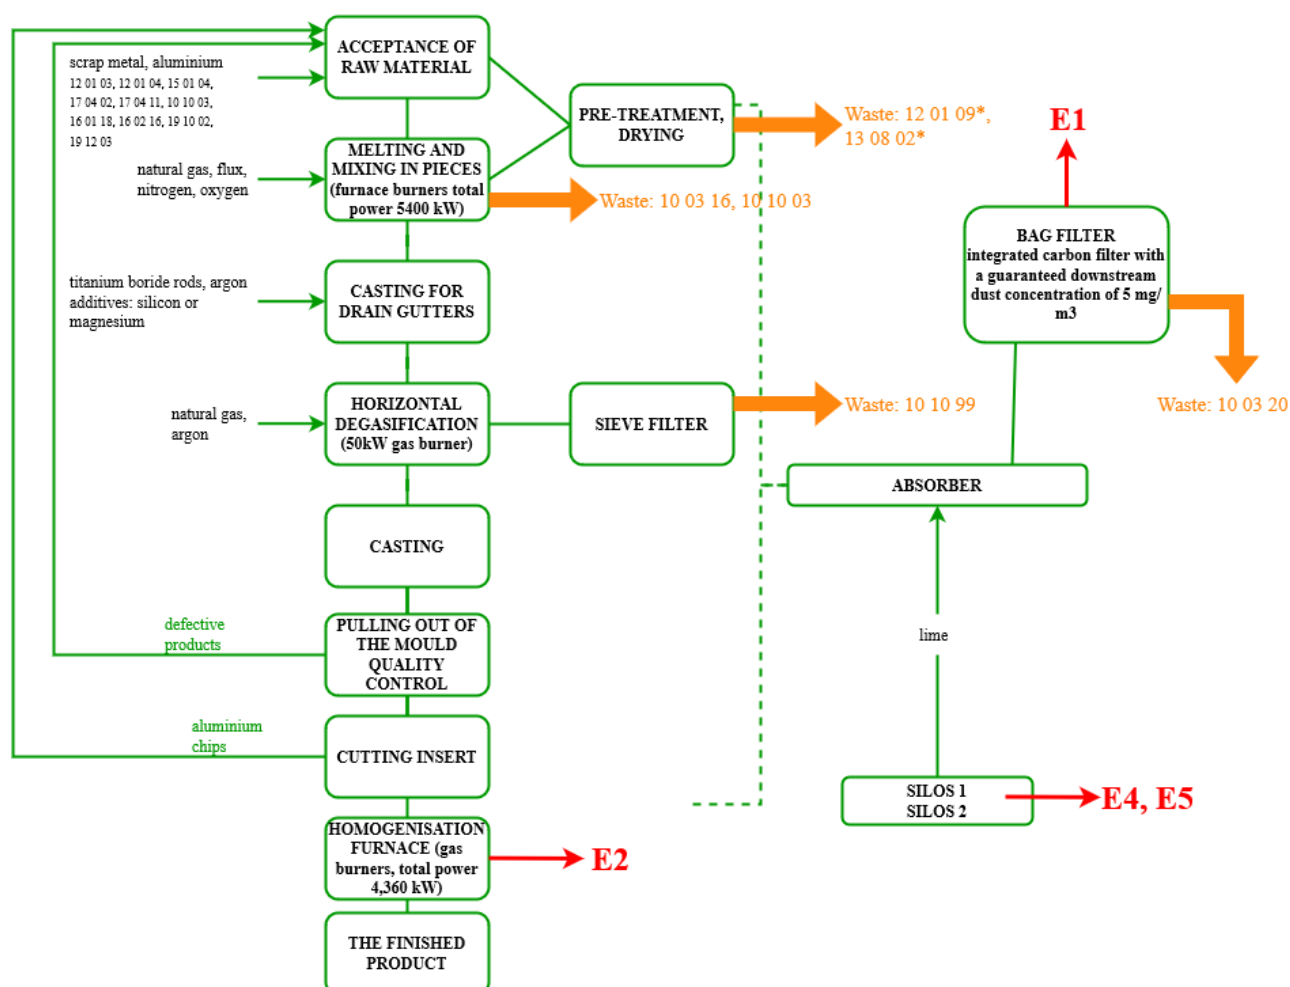 ACCEPTANCE OF
RAW MATERIAL
scrap metal, aluminium
12 01 03, 12 01 04, 15 01 04,
17 04 02, 17 04 11, 10 10 03,
16 01 18, 16 02 16, 19 10 02,
19 12 03
PRE-TREATMENT,
DRYING
Waste: 12 01 09*,
13 08 02*
E1
natural gas, flux,
nitrogen, oxygen
MELTING AND
MIXING IN PIECES
(furnace burners total
power 5400 kW)
Waste: 10 03 16, 10 10 03
BAG FILTER
integrated carbon filter with
a guaranteed downstream
dust concentration of 5 mg/
m3
titanium boride rods, argon
additives: silicon or
magnesium
CASTING FOR
DRAIN GUTTERS
natural gas,
argon
HORIZONTAL
DEGASIFICATION
(50kW gas burner)
SIEVE FILTER
Waste: 10 10 99
Waste: 10 03 20
ABSORBER
CASTING
defective
products
PULLING OUT OF
THE MOULD
QUALITY
CONTROL
lime
aluminium
chips
CUTTING INSERT
SILOS 1
SILOS 2
E4, E5
HOMOGENISATION
FURNACE (gas
burners, total power
4,360 kW)
E2
THE FINISHED
PRODUCT